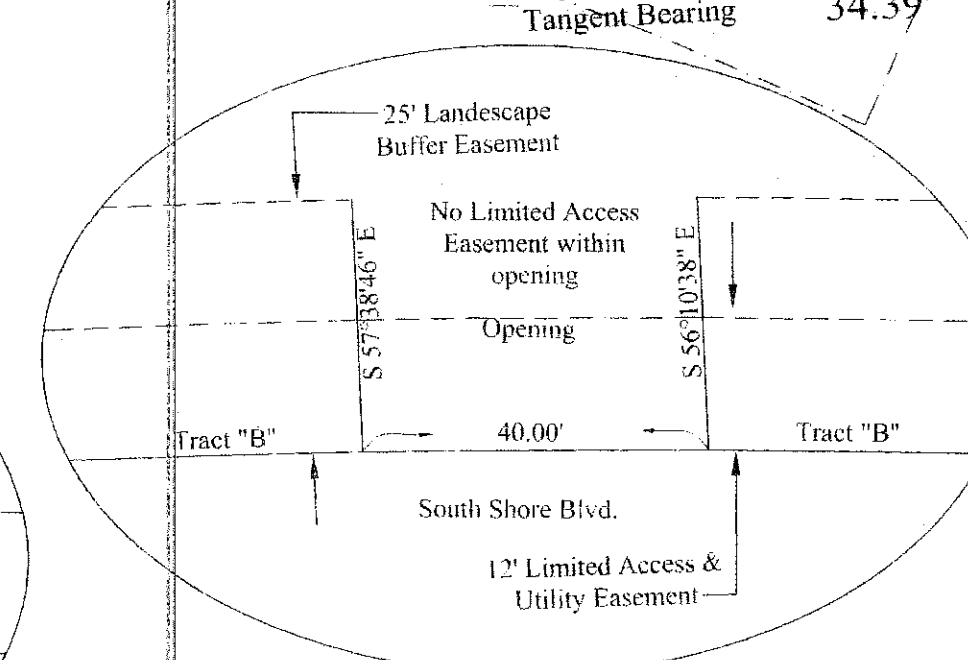 Tangent Bearing 34.39'
25' Landescape
Buffer Easement
No Limited Access
Easement within
opening
Opening
S 57°38'46" E
S 56°10'38" E
Tract "B"
40.00'
Tract "B"
South Shore Blvd.
12' Limited Access &
Utility Easement